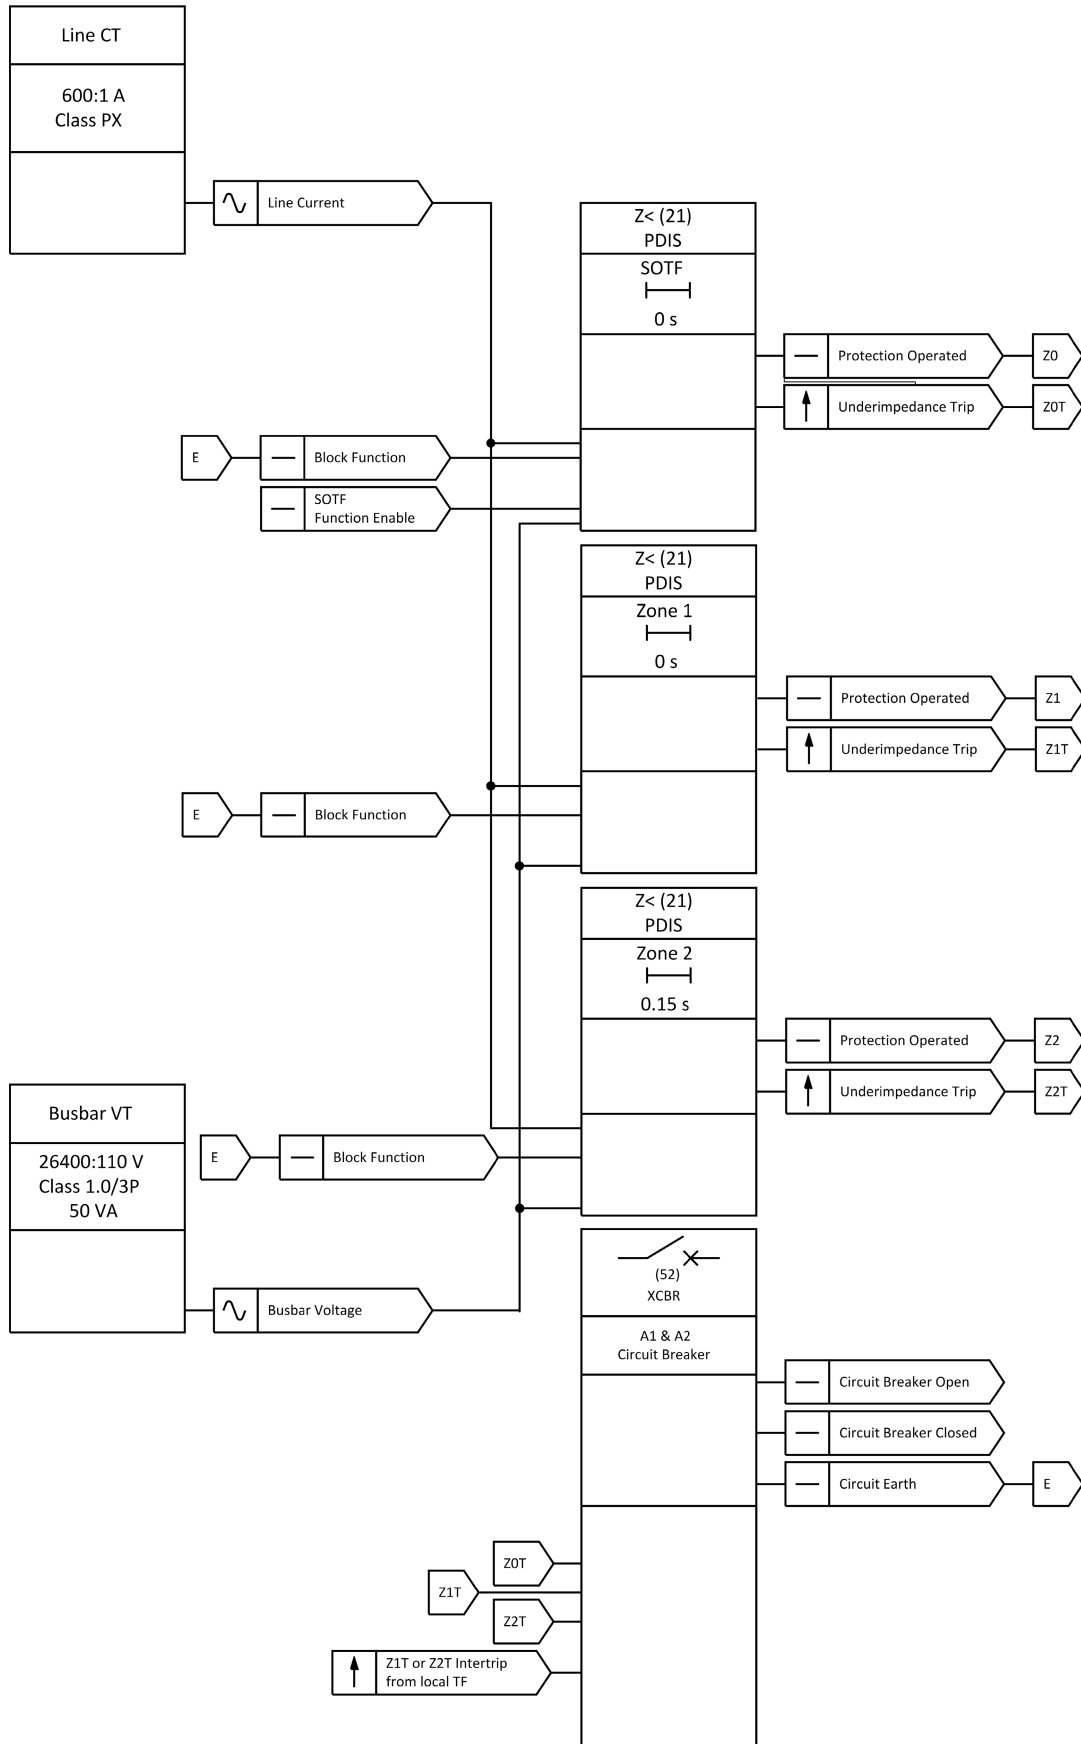 Line CT
600:1 A
Class PX
Line Current
Z< (21)
PDIS
SOTF
0 s
Protection Operated
Z0
Underimpedance Trip
Z0T
E
Block Function
SOTF
Function Enable
Z< (21)
PDIS
Zone 1
0 s
Protection Operated
Z1
Underimpedance Trip
Z1T
E
Block Function
Z< (21)
PDIS
Zone 2
0.15 s
Protection Operated
Z2
Underimpedance Trip
Z2T
E
Block Function
Busbar VT
26400:110 V
Class 1.0/3P
50 VA
Busbar Voltage
(52)
XCBR
A1 & A2
Circuit Breaker
Circuit Breaker Open
Circuit Breaker Closed
Circuit Earth
E
Z0T
Z1T
Z2T
Z1T or Z2T Intertrip
from local TF